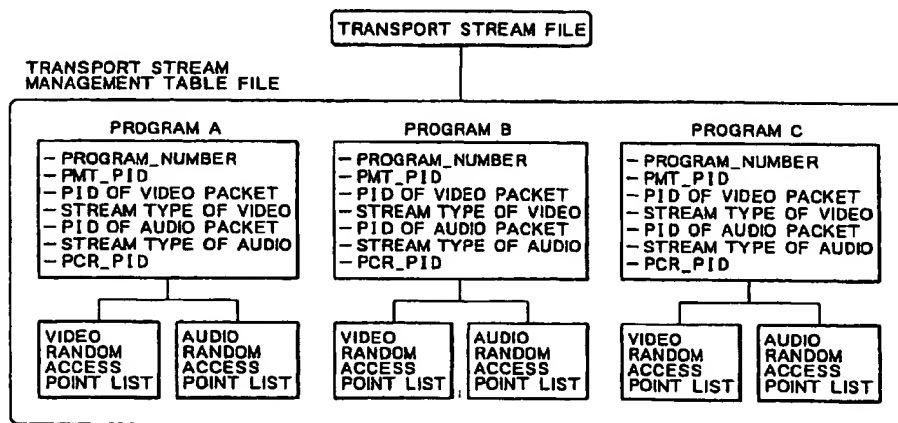 TRANSPORT STREAM FILE
TRANSPORT STREAM
MANAGEMENT TABLE FILE
PROGRAM A
– PROGRAM_NUMBER
– PMT_PID
– PID OF VIDEO PACKET
– STREAM TYPE OF VIDEO
– PID OF AUDIO PACKET
– STREAM TYPE OF AUDIO
– PCR_PID
VIDEO
RANDOM
ACCESS
POINT LIST
AUDIO
RANDOM
ACCESS
POINT LIST
PROGRAM B
– PROGRAM_NUMBER
– PMT_PID
– PID OF VIDEO PACKET
– STREAM TYPE OF VIDEO
– PID OF AUDIO PACKET
– STREAM TYPE OF AUDIO
– PCR_PID
VIDEO
RANDOM
ACCESS
POINT LIST
AUDIO
RANDOM
ACCESS
POINT LIST
PROGRAM C
– PROGRAM_NUMBER
– PMT_PID
– PID OF VIDEO PACKET
– STREAM TYPE OF VIDEO
– PID OF AUDIO PACKET
– STREAM TYPE OF AUDIO
– PCR_PID
VIDEO
RANDOM
ACCESS
POINT LIST
AUDIO
RANDOM
ACCESS
POINT LIST